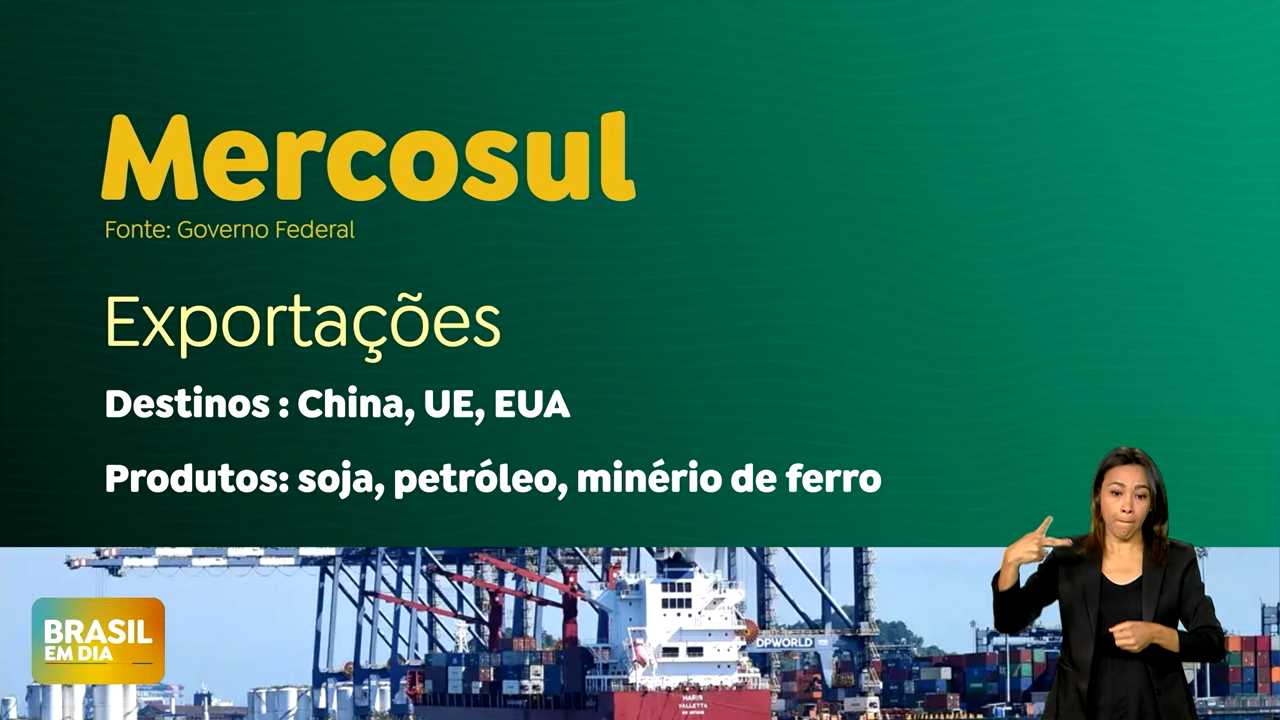 Mercosul
Fonte: Governo Federal
Exportações
Destinos : China, UE, EUA
Produtos: soja, petróleo, minério de ferro
BRASIL
EM DIA
DPWORLD
VALLETTA